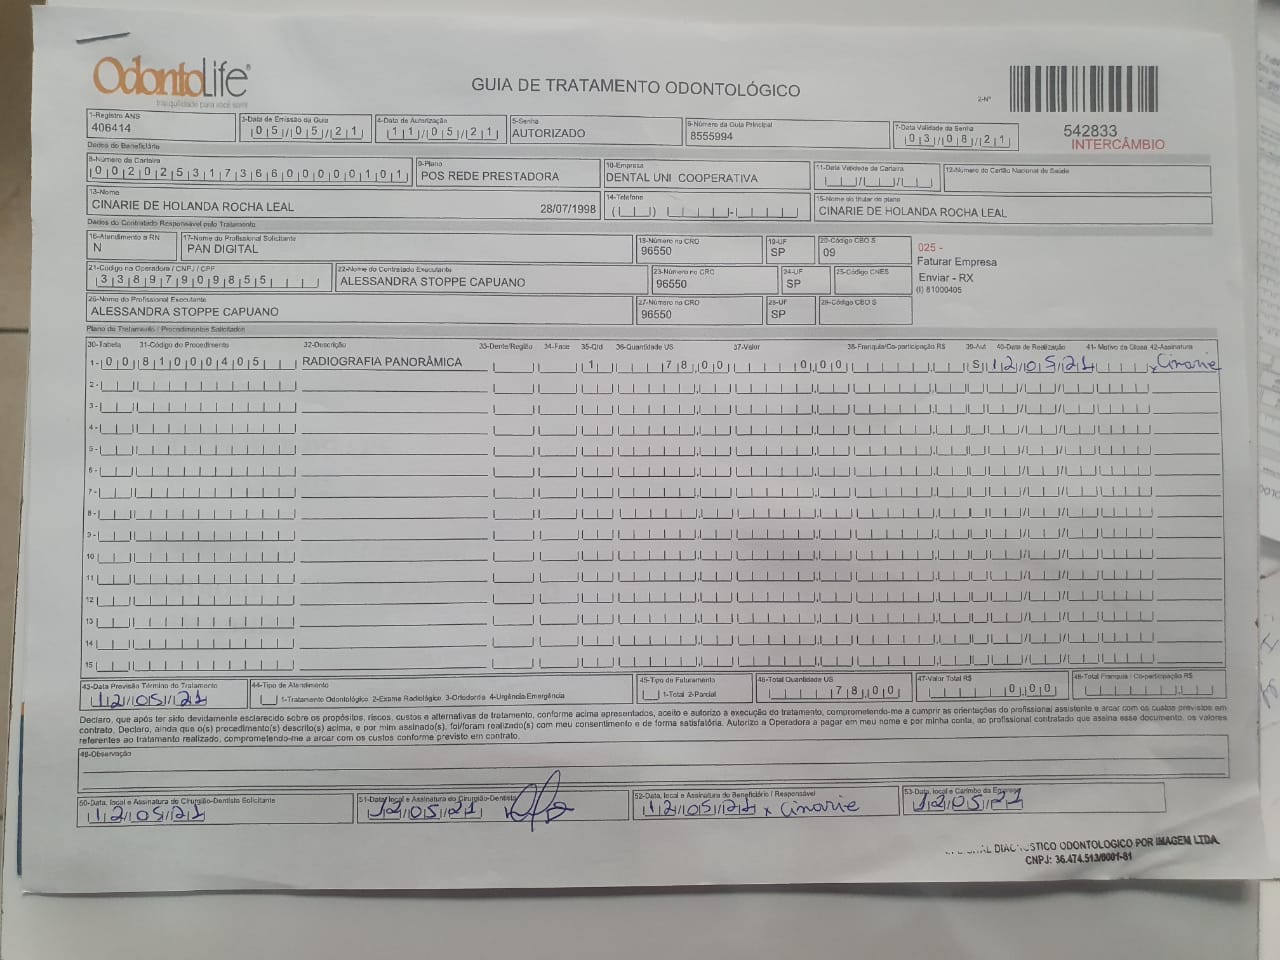 OdontoLife®
tranquilidade para você sorrir
GUIA DE TRATAMENTO ODONTOLÓGICO
2-Nº
542833
INTERCÂMBIO
1-Registro ANS
406414
3-Data de Emissão da Guia
05/05/21
4-Data de Autorização
11/05/21
5-Senha
AUTORIZADO
6-Número da Guia Principal
8555994
7-Data Validade da Senha
03/08/21
Dados do Beneficiário
8-Número da Carteira
00202531736600000101
9-Plano
POS REDE PRESTADORA
10-Empresa
DENTAL UNI COOPERATIVA
11-Data Validade da Carteira
12-Número do Cartão Nacional de Saúde
13-Nome
CINARIE DE HOLANDA ROCHA LEAL 28/07/1998
14-Telefone
15-Nome do titular do plano
CINARIE DE HOLANDA ROCHA LEAL
Dados do Contratado Responsável pelo Tratamento
16-Atendimento a RN
N
17-Nome do Profissional Solicitante
PAN DIGITAL
18-Número no CRO
96550
19-UF
SP
20-Código CBO S
09
025 -
Faturar Empresa
Enviar - RX
(I) 81000405
21-Código na Operadora / CNPJ / CPF
33897909855
22-Nome do Contratado Executante
ALESSANDRA STOPPE CAPUANO
23-Número no CRO
96550
24-UF
SP
25-Código CNES
26-Nome do Profissional Executante
ALESSANDRA STOPPE CAPUANO
27-Número no CRO
96550
28-UF
SP
29-Código CBO S
Plano de Tratamento / Procedimentos Solicitados
30-Tabela 31-Código do Procedimento 32-Descrição 33-Dente/Região 34-Face 35-Qtd 36-Quantidade US 37-Valor 38-Franquia/Co-participação R$ 39-Aut 40-Data de Realização 41- Motivo da Glosa 42-Assinatura
1- 00 81000405 RADIOGRAFIA PANORÂMICA 1 78,00 0,00 S 12/05/21 x Cinarie
2-
3-
4-
5-
6-
7-
8-
9-
10
11
12
13
14
15
43-Data Previsão Término do Tratamento
12/05/21
44-Tipo de Atendimento
1-Tratamento Odontológico 2-Exame Radiológico 3-Ortodontia 4-Urgência/Emergência
45-Tipo de Faturamento
1-Total 2-Parcial
46-Total Quantidade US
78,00
47-Valor Total R$
0,00
48-Total Franquia / Co-participação R$
Declaro, que após ter sido devidamente esclarecido sobre os propósitos, riscos, custos e alternativas de tratamento, conforme acima apresentados, aceito e autorizo a execução do tratamento, comprometendo-me a cumprir as orientações do profissional assistente e arcar com os custos previstos em
contrato. Declaro, ainda que o(s) procedimento(s) descrito(s) acima, e por mim assinado(s), foi/foram realizado(s) com meu consentimento e de forma satisfatória. Autorizo a Operadora a pagar em meu nome e por minha conta, ao profissional contratado que assina esse documento, os valores
referentes ao tratamento realizado, comprometendo-me a arcar com os custos conforme previsto em contrato.
49-Observação
50-Data, local e Assinatura do Cirurgião-Dentista Solicitante
12/05/21
51-Data, local e Assinatura do Cirurgião-Dentista
12/05/21
52-Data, local e Assinatura do Beneficiário / Responsável
12/05/21 x Cinarie
53-Data, local e Carimbo da Empresa
12/05/21
DIAGNOSTICO ODONTOLOGICO POR IMAGEM LTDA.
CNPJ: 36.474.513/0001-81